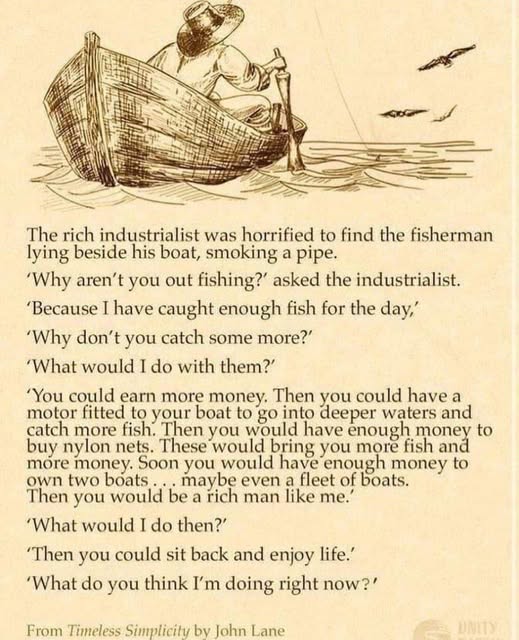 The rich industrialist was horrified to find the fisherman
lying beside his boat, smoking a pipe.
‘Why aren’t you out fishing?’ asked the industrialist.
‘Because I have caught enough fish for the day,’
‘Why don’t you catch some more?’
‘What would I do with them?’
‘You could earn more money. Then you could have a
motor fitted to your boat to go into deeper waters and
catch more fish. Then you would have enough money to
buy nylon nets. These would bring you more fish and
more money. Soon you would have enough money to
own two boats . . . maybe even a fleet of boats.
Then you would be a rich man like me.’
‘What would I do then?’
‘Then you could sit back and enjoy life.’
‘What do you think I’m doing right now?’
From Timeless Simplicity by John Lane
UNITY